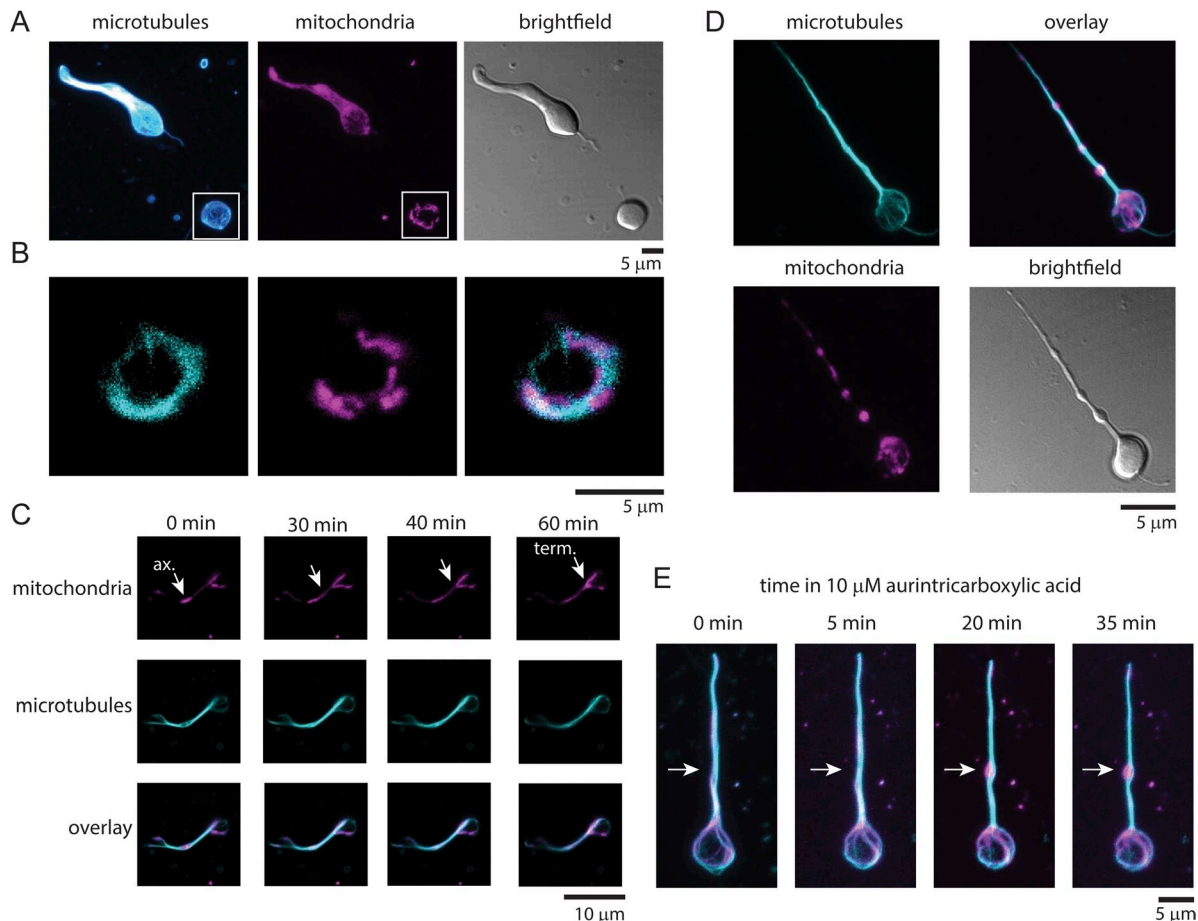 A
microtubules
mitochondria
brightfield
5 μm
B
5 μm
C
0 min
30 min
40 min
60 min
mitochondria
ax.
term.
microtubules
overlay
10 μm
D
microtubules
overlay
mitochondria
brightfield
5 μm
E
time in 10 μM aurintricarboxylic acid
0 min
5 min
20 min
35 min
5 μm